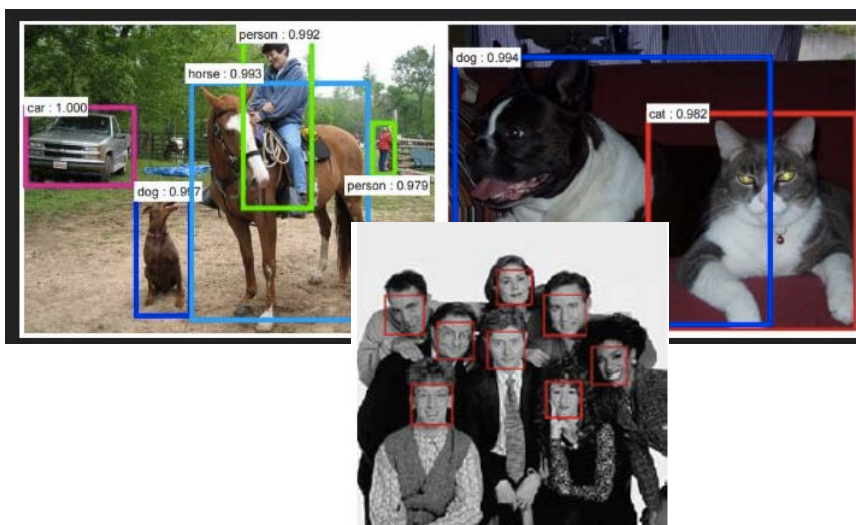 person : 0.992
horse : 0.993
car : 1.000
dog : 0.997
person : 0.979
dog : 0.994
cat : 0.982